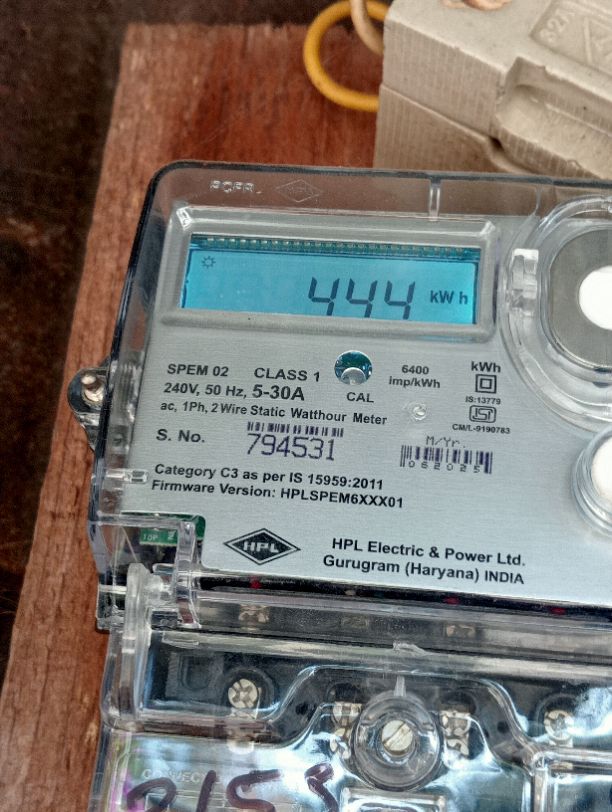 444 kWh
SPEM 02 CLASS 1
240V, 50 Hz, 5-30A
CAL
6400
imp/kWh
kWh
IS:13779
ISI
CM/L-9190783
ac, 1Ph, 2 Wire Static Watthour Meter
S. No. 794531
M/Yr.
062025
Category C3 as per IS 15959:2011
Firmware Version: HPLSPEM6XXX01
TOP
HPL
HPL Electric & Power Ltd.
Gurugram (Haryana) INDIA